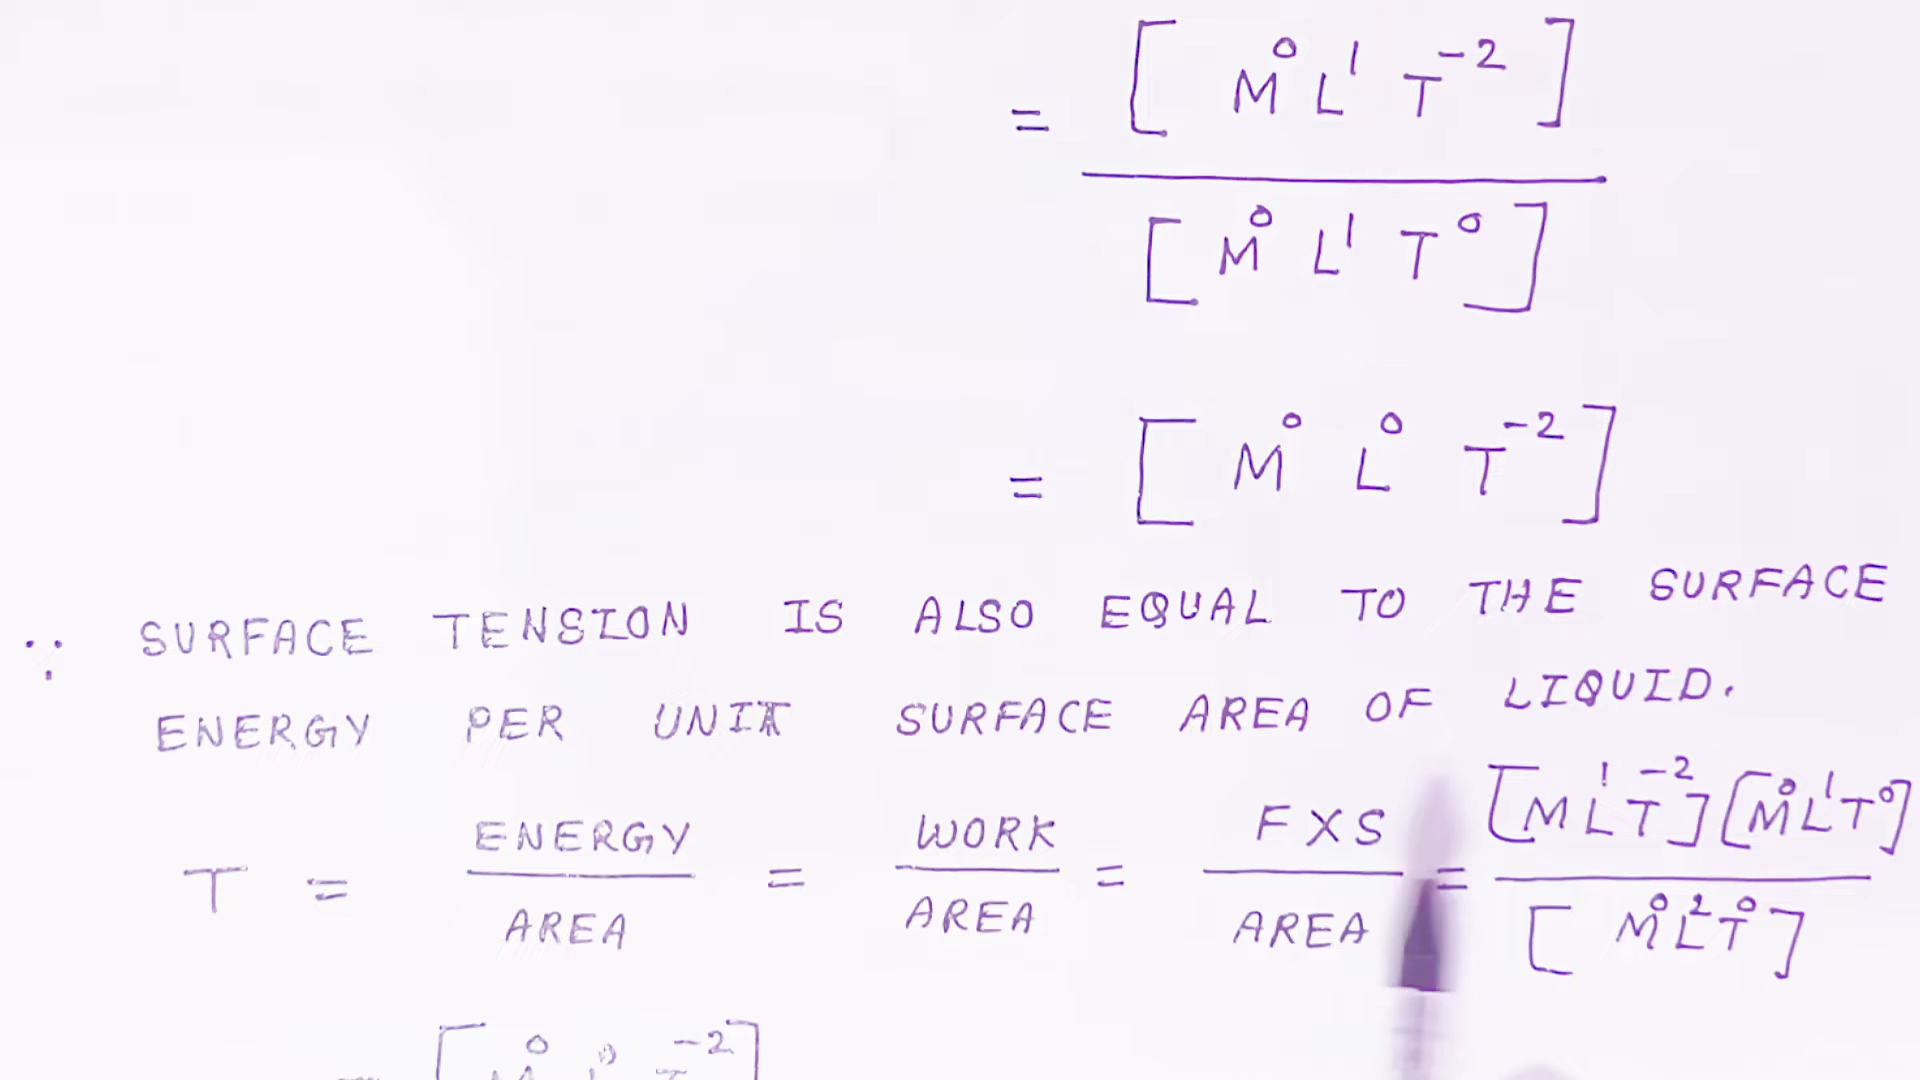 = [ M⁰ L¹ T⁻² ]
[ M⁰ L¹ T⁰ ]
= [ M⁰ L⁰ T⁻² ]
∵ SURFACE TENSION IS ALSO EQUAL TO THE SURFACE
ENERGY PER UNIT SURFACE AREA OF LIQUID.
T = ENERGY / AREA = WORK / AREA = F X S / AREA = [M L¹ T⁻²] [M⁰ L¹ T⁰] / [M⁰ L² T⁰]